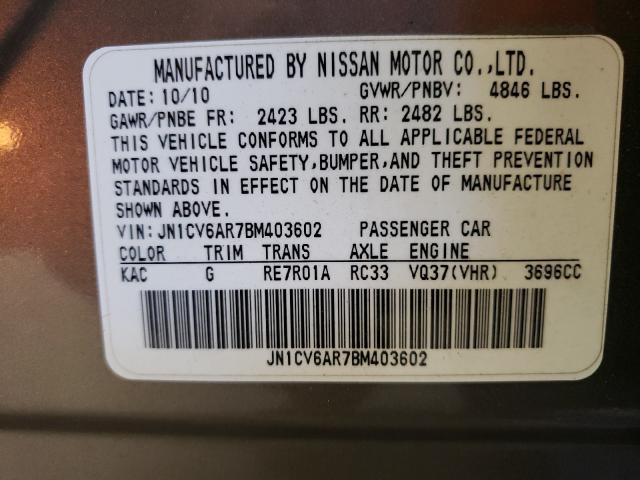 MANUFACTURED BY NISSAN MOTOR CO.,LTD.
DATE: 10/10 GVWR/PNBV: 4846 LBS.
GAWR/PNBE FR: 2423 LBS. RR: 2482 LBS.
THIS VEHICLE CONFORMS TO ALL APPLICABLE FEDERAL
MOTOR VEHICLE SAFETY,BUMPER,AND THEFT PREVENTION
STANDARDS IN EFFECT ON THE DATE OF MANUFACTURE
SHOWN ABOVE.
VIN: JN1CV6AR7BM403602 PASSENGER CAR
COLOR TRIM TRANS AXLE ENGINE
KAC G RE7R01A RC33 VQ37(VHR) 3696CC
JN1CV6AR7BM403602